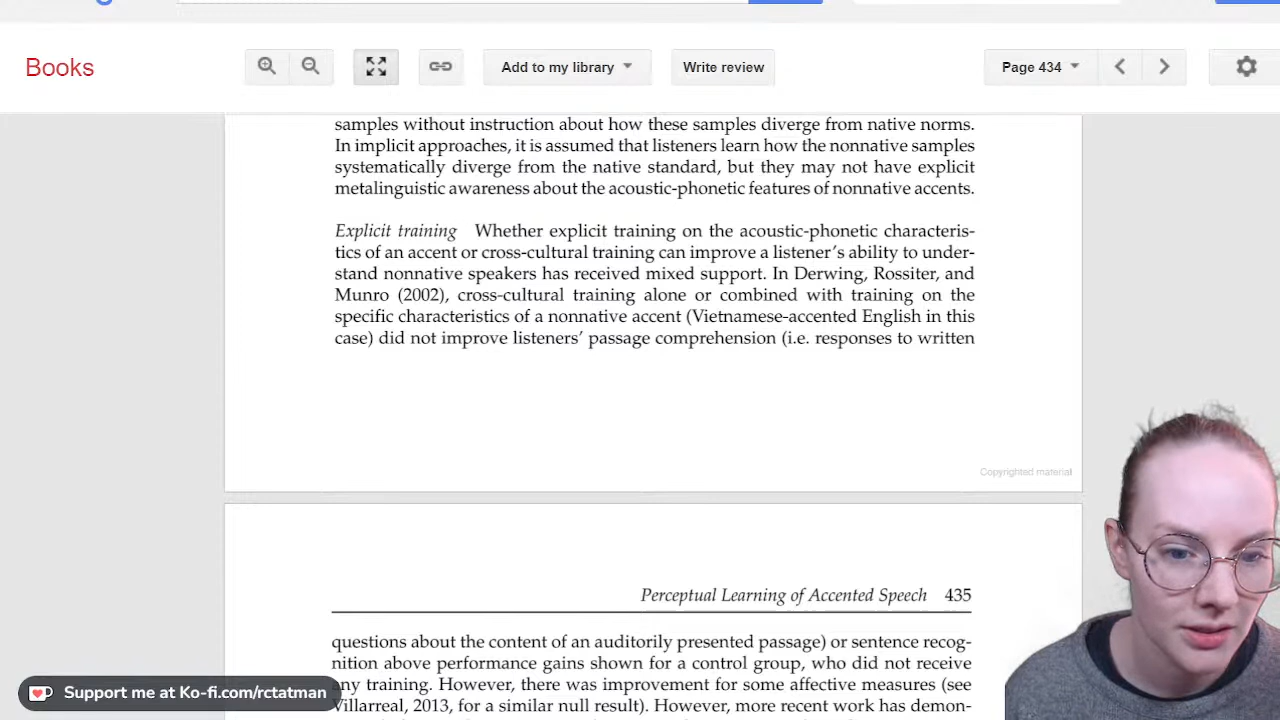 Books
Add to my library
Write review
Page 434
samples without instruction about how these samples diverge from native norms.
In implicit approaches, it is assumed that listeners learn how the nonnative samples
systematically diverge from the native standard, but they may not have explicit
metalinguistic awareness about the acoustic-phonetic features of nonnative accents.
Explicit training Whether explicit training on the acoustic-phonetic characteris-
tics of an accent or cross-cultural training can improve a listener's ability to under-
stand nonnative speakers has received mixed support. In Derwing, Rossiter, and
Munro (2002), cross-cultural training alone or combined with training on the
specific characteristics of a nonnative accent (Vietnamese-accented English in this
case) did not improve listeners' passage comprehension (i.e. responses to written
Copyrighted material
Perceptual Learning of Accented Speech 435
questions about the content of an auditorily presented passage) or sentence recog-
nition above performance gains shown for a control group, who did not receive
any training. However, there was improvement for some affective measures (see
Villarreal, 2013, for a similar null result). However, more recent work has demon-
Support me at Ko-fi.com/rctatman